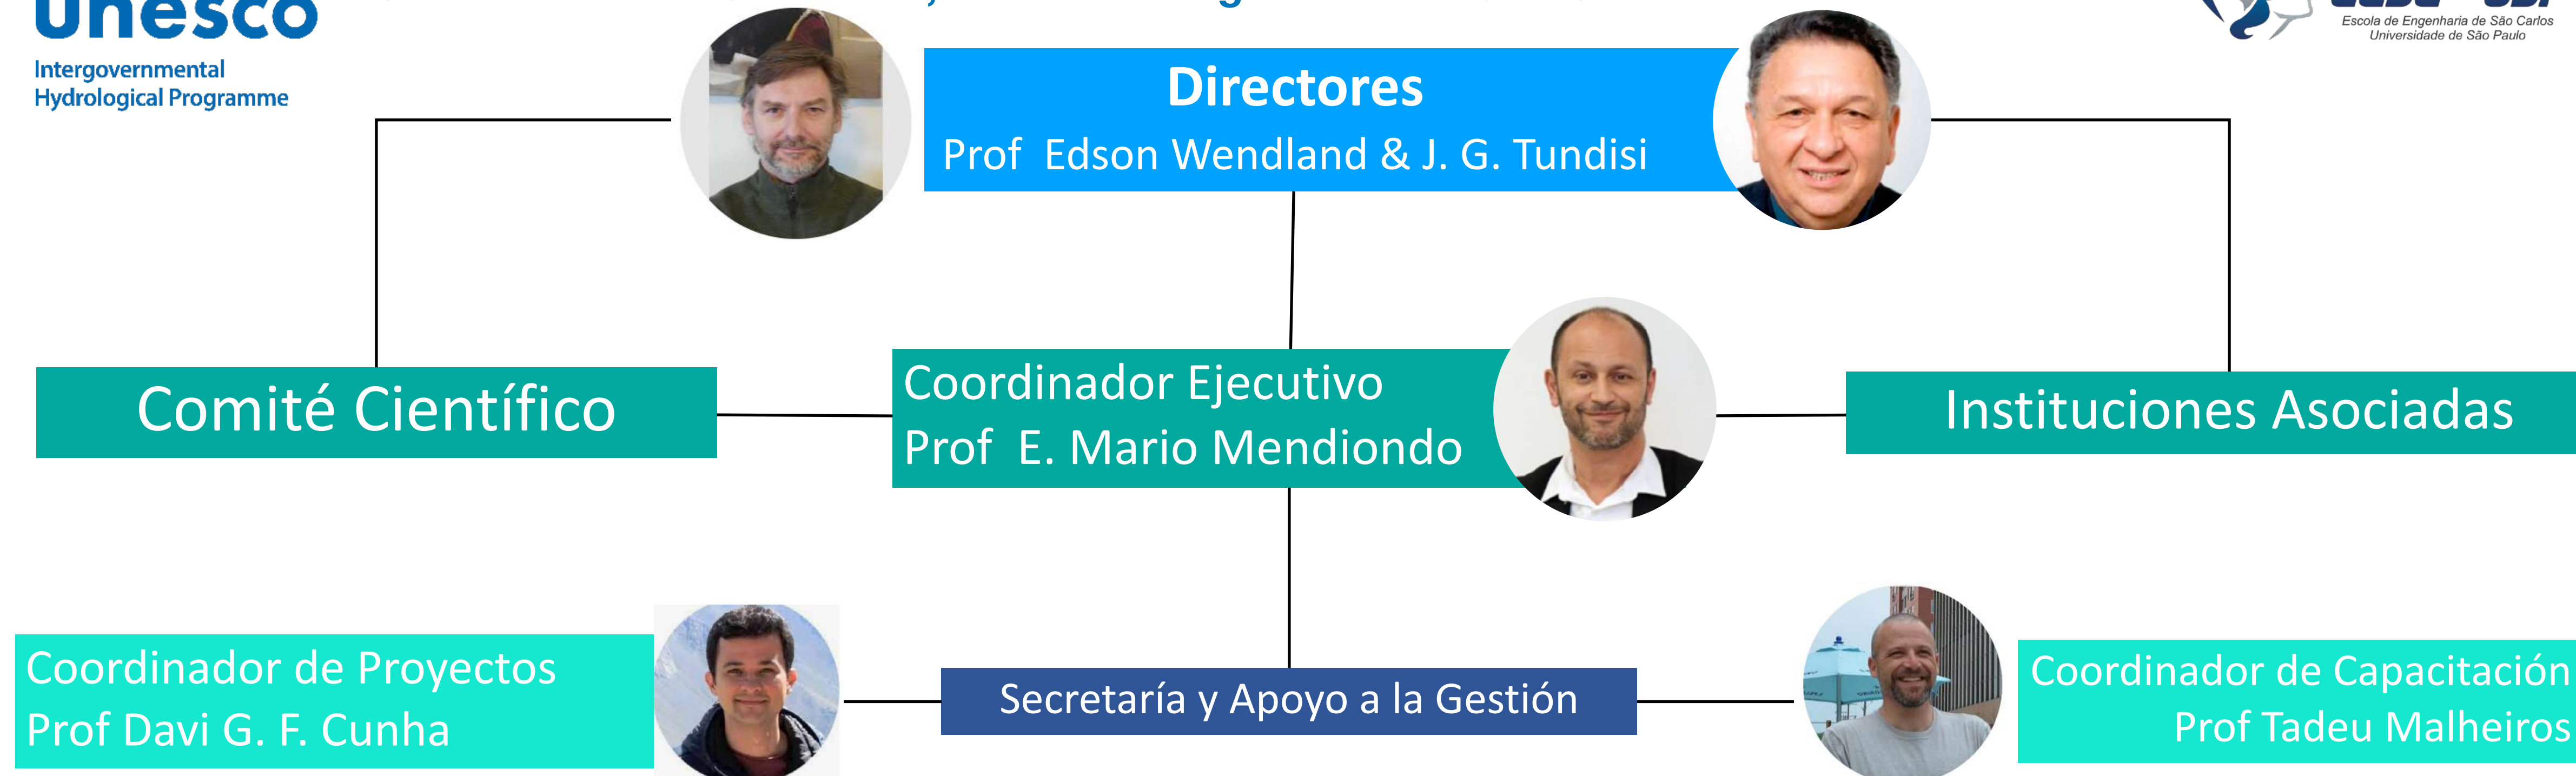 unesco
Intergovernmental
Hydrological Programme
Escola de Engenharia de São Carlos
Universidade de São Paulo
Directores
Prof Edson Wendland & J. G. Tundisi
Comité Científico
Coordinador Ejecutivo
Prof E. Mario Mendiondo
Instituciones Asociadas
Coordinador de Proyectos
Prof Davi G. F. Cunha
Secretaría y Apoyo a la Gestión
Coordinador de Capacitación
Prof Tadeu Malheiros